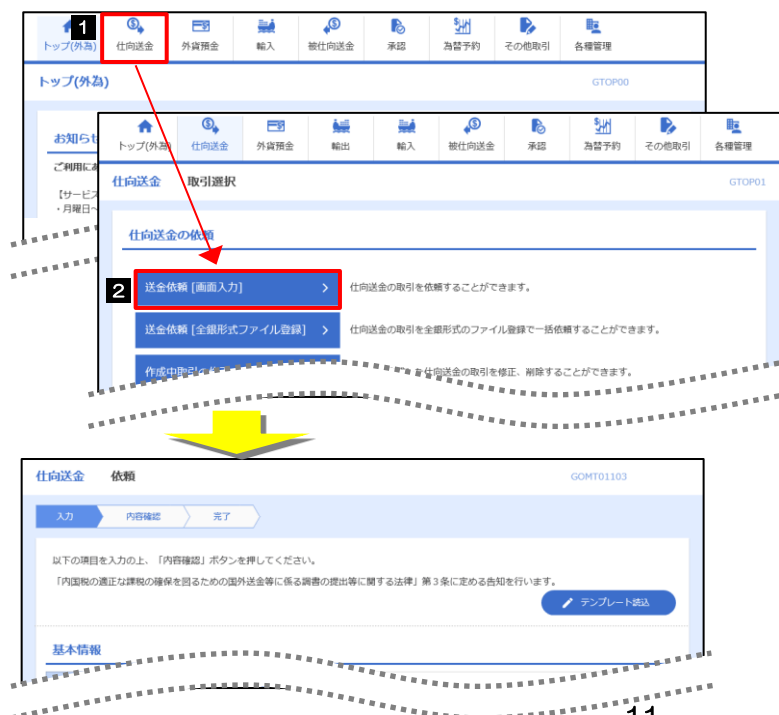 1
トップ(外為) 仕向送金 外貨預金 輸入 被仕向送金 承認 為替予約 その他取引 各種管理
トップ(外為) GTOP00
お知らせ
トップ(外為) 仕向送金 外貨預金 輸出 輸入 被仕向送金 承認 為替予約 その他取引 各種管理
ご利用にあ
仕向送金 取引選択 GTOP01
【サービス
・月曜日~
仕向送金の依頼
2
送金依頼 [画面入力] 仕向送金の取引を依頼することができます。
送金依頼 [全銀形式ファイル登録] 仕向送金の取引を全銀形式のファイル登録で一括依頼することができます。
作成中取引の 仕向送金の取引を修正、削除することができます。
仕向送金 依頼 GOMT01103
入力 内容確認 完了
以下の項目を入力の上、「内容確認」ボタンを押してください。
「内国税の適正な課税の確保を図るための国外送金等に係る調書の提出等に関する法律」第3条に定める告知を行います。
テンプレート読込
基本情報
11